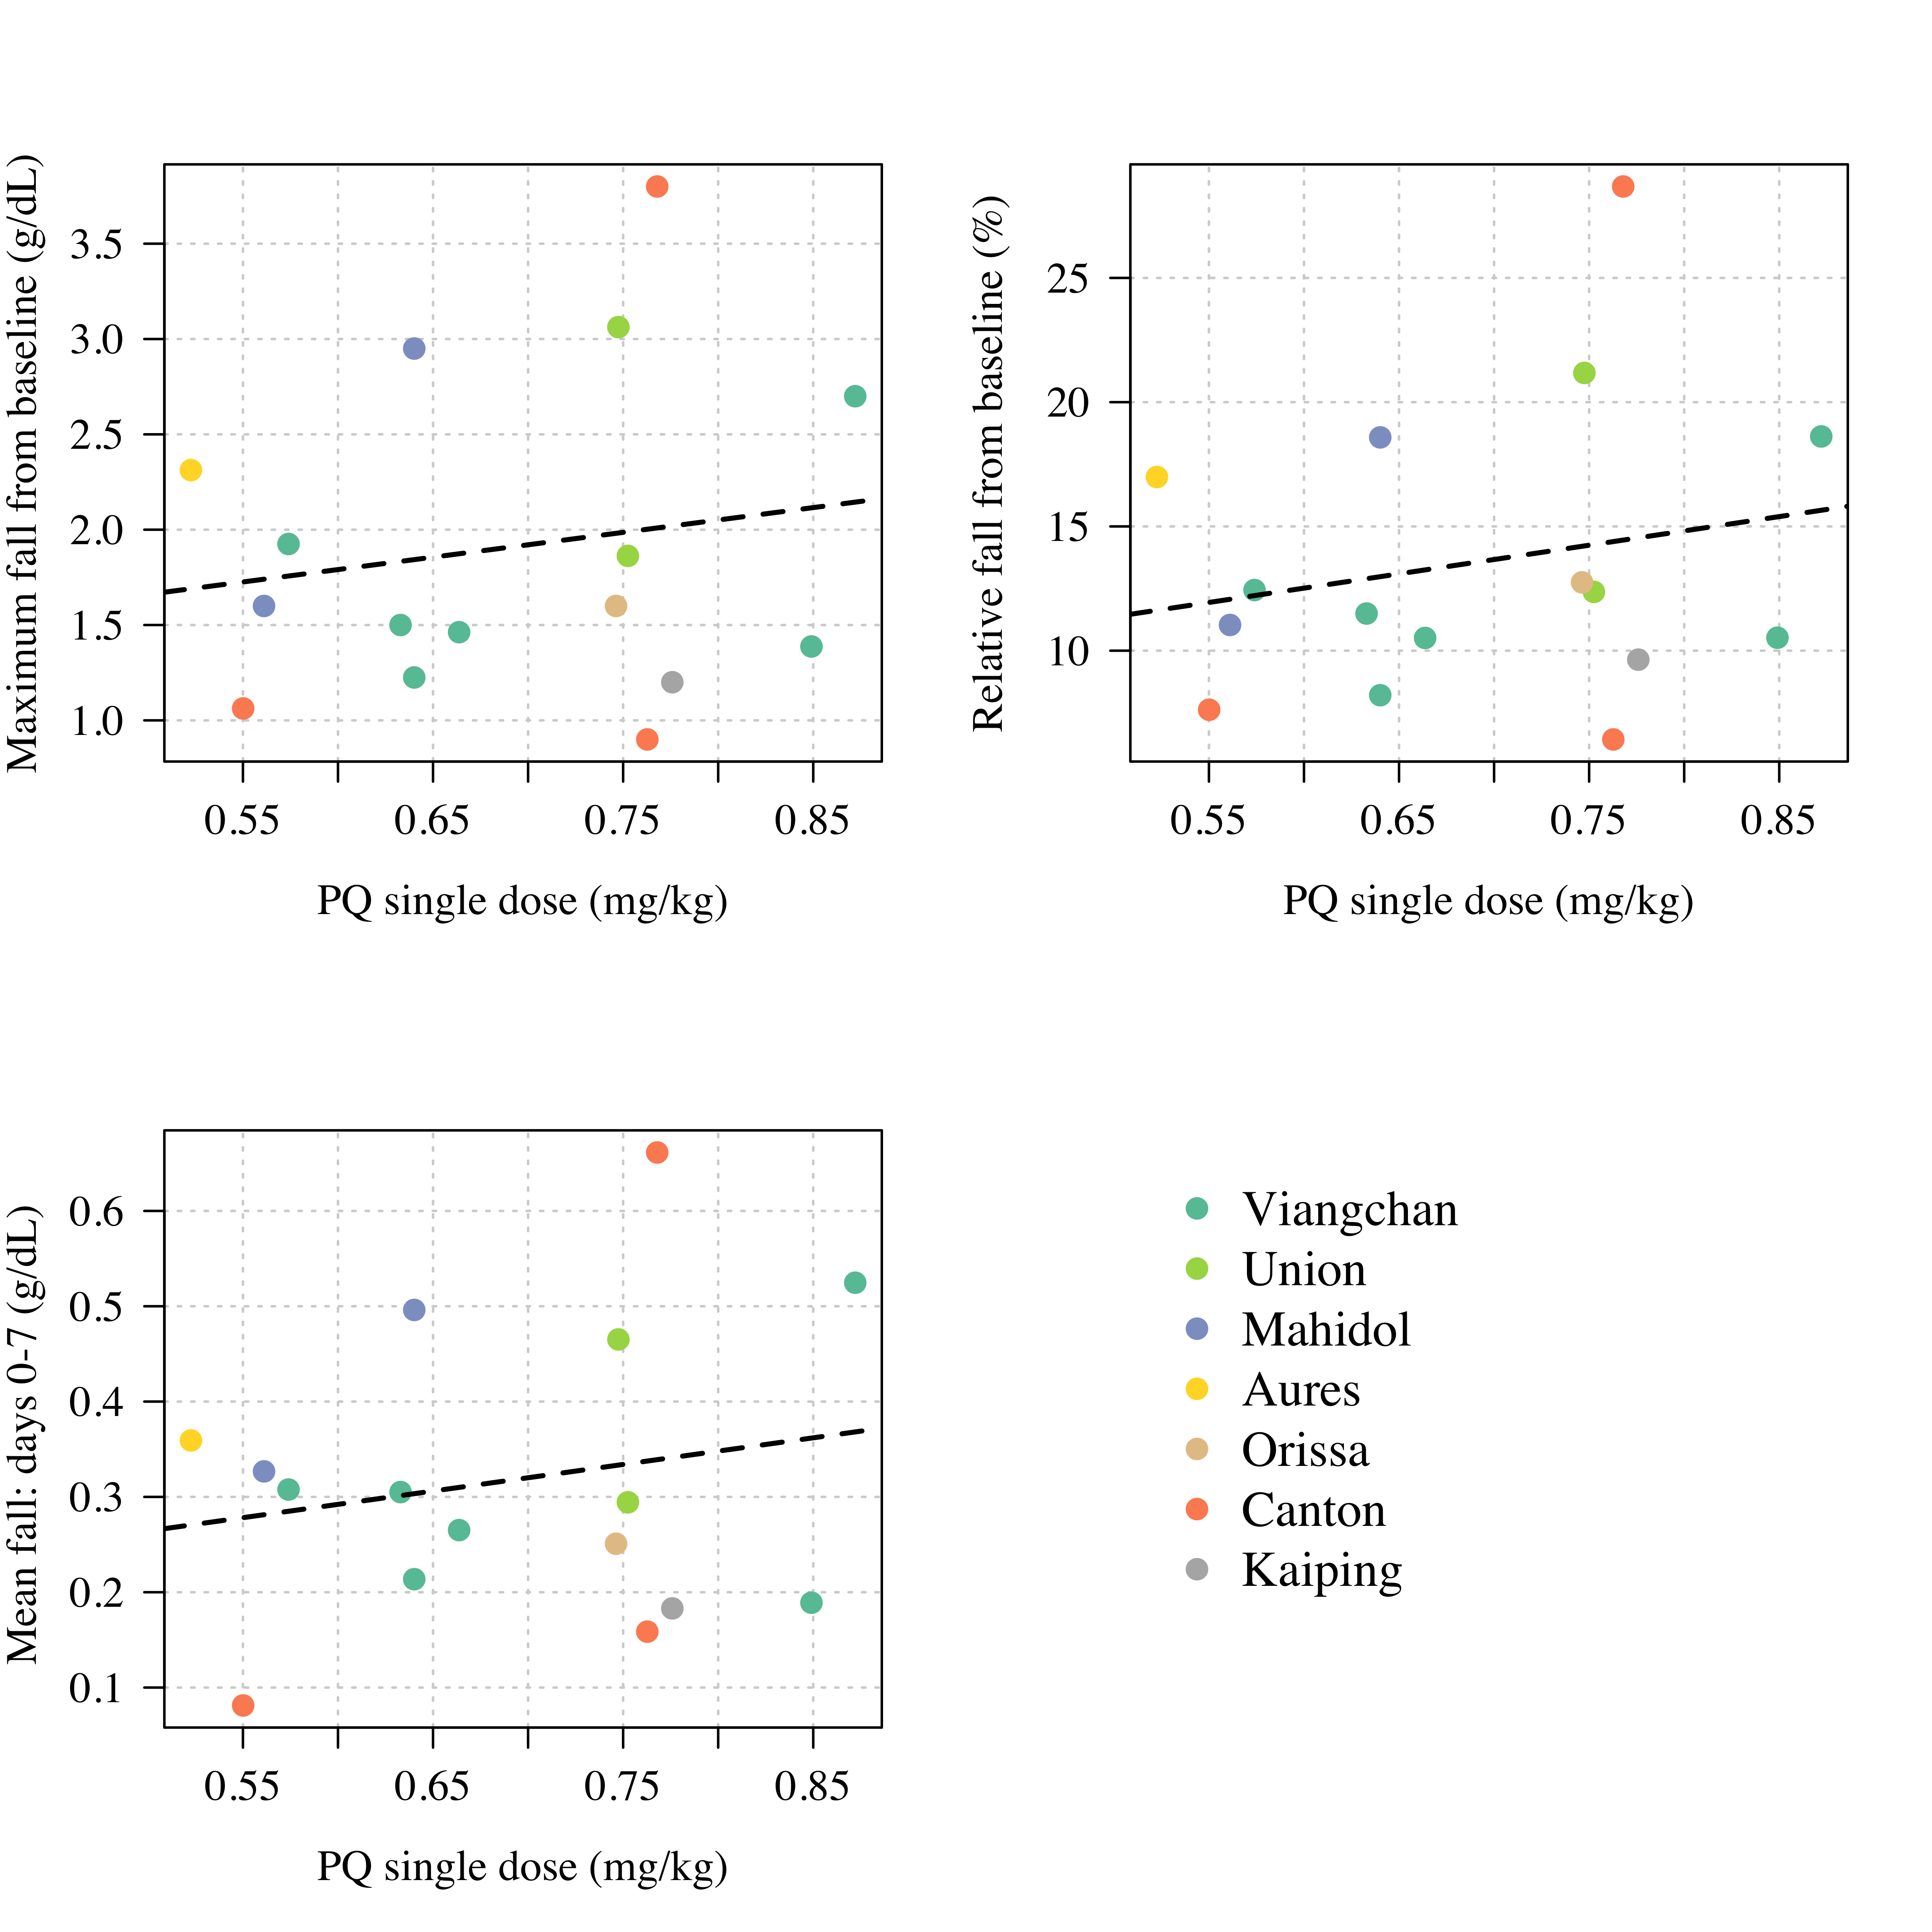 Maximum fall from baseline (g/dL)
3.5
3.0
2.5
2.0
1.5
1.0
0.55 0.65 0.75 0.85
PQ single dose (mg/kg)
Relative fall from baseline (%)
25
20
15
10
0.55 0.65 0.75 0.85
PQ single dose (mg/kg)
Mean fall: days 0-7 (g/dL)
0.6
0.5
0.4
0.3
0.2
0.1
0.55 0.65 0.75 0.85
PQ single dose (mg/kg)
Viangchan
Union
Mahidol
Aures
Orissa
Canton
Kaiping